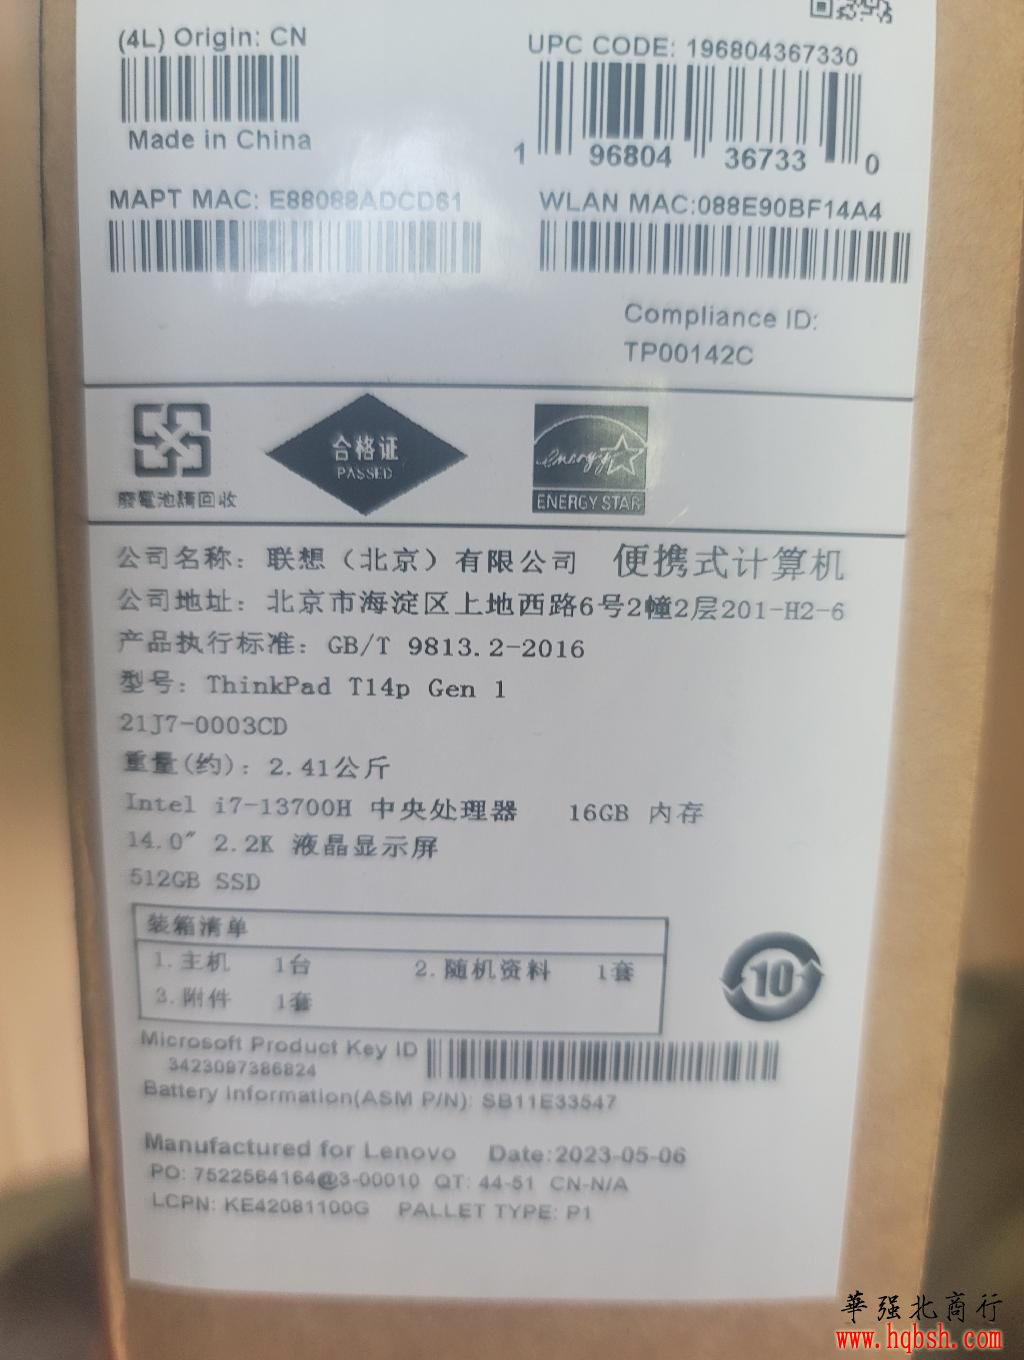 (4L) Origin: CN
Made in China
UPC CODE: 196804367330
1 96804 36733 0
MAPT MAC: E88088ADCD61
WLAN MAC:088E90BF14A4
Compliance ID:
TP00142C
廢電池請回收
合格证
PASSED
energy
ENERGY STAR
公司名称: 联想（北京）有限公司 便携式计算机
公司地址: 北京市海淀区上地西路6号2幢2层201-H2-6
产品执行标准: GB/T 9813.2-2016
型号: ThinkPad T14p Gen 1
21J7-0003CD
重量(约): 2.41公斤
Intel i7-13700H 中央处理器 16GB 内存
14.0" 2.2K 液晶显示屏
512GB SSD
装箱清单
1. 主机 1台 2. 随机资料 1套
3. 附件 1套
10
Microsoft Product Key ID
3423097386824
Battery Information(ASM P/N): SB11E33547
Manufactured for Lenovo Date:2023-05-06
PO: 7522564164@3-00010 QT: 44-51 CN-N/A
LCPN: KE42081100G PALLET TYPE: P1
華强北商行
www.hqbsh.com